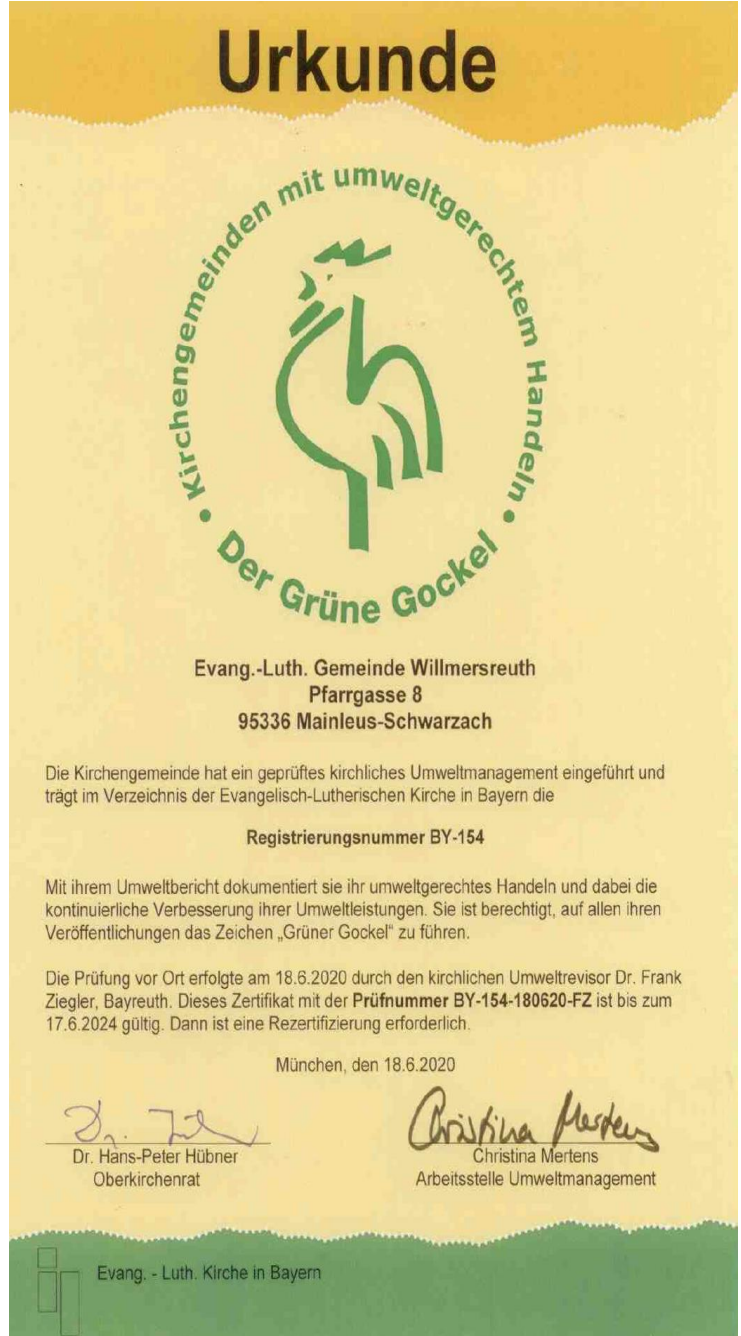 Urkunde
• Kirchengemeinden mit umweltgerechtem Handeln •
Der Grüne Gockel
Evang.-Luth. Gemeinde Willmersreuth
Pfarrgasse 8
95336 Mainleus-Schwarzach
Die Kirchengemeinde hat ein geprüftes kirchliches Umweltmanagement eingeführt und
trägt im Verzeichnis der Evangelisch-Lutherischen Kirche in Bayern die
Registrierungsnummer BY-154
Mit ihrem Umweltbericht dokumentiert sie ihr umweltgerechtes Handeln und dabei die
kontinuierliche Verbesserung ihrer Umweltleistungen. Sie ist berechtigt, auf allen ihren
Veröffentlichungen das Zeichen „Grüner Gockel“ zu führen.
Die Prüfung vor Ort erfolgte am 18.6.2020 durch den kirchlichen Umweltrevisor Dr. Frank
Ziegler, Bayreuth. Dieses Zertifikat mit der Prüfnummer BY-154-180620-FZ ist bis zum
17.6.2024 gültig. Dann ist eine Rezertifizierung erforderlich.
München, den 18.6.2020
Christina Mertens
Dr. Hans-Peter Hübner
Oberkirchenrat
Christina Mertens
Arbeitsstelle Umweltmanagement
Evang. - Luth. Kirche in Bayern